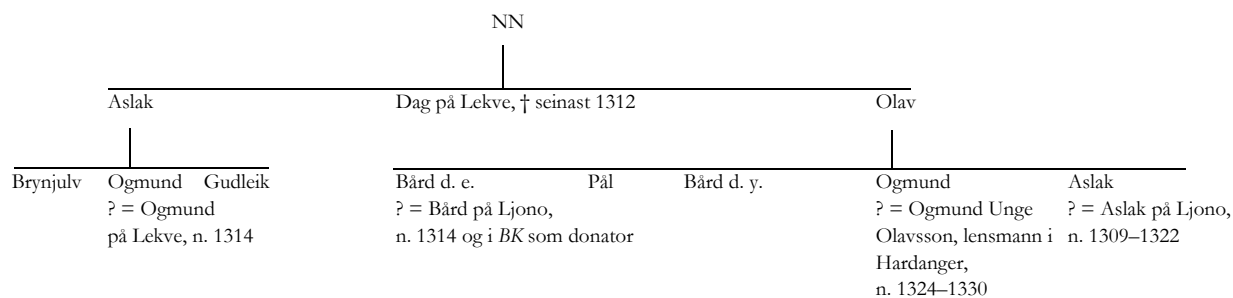 NN
Aslak Dag på Lekve, † seinast 1312 Olav
Brynjulv Ogmund Gudleik Bård d. e. Pål Bård d. y. Ogmund Aslak
? = Ogmund ? = Bård på Ljono, ? = Ogmund Unge ? = Aslak på Ljono,
på Lekve, n. 1314 n. 1314 og i BK som donator Olavsson, lensmann i n. 1309–1322
Hardanger,
n. 1324–1330